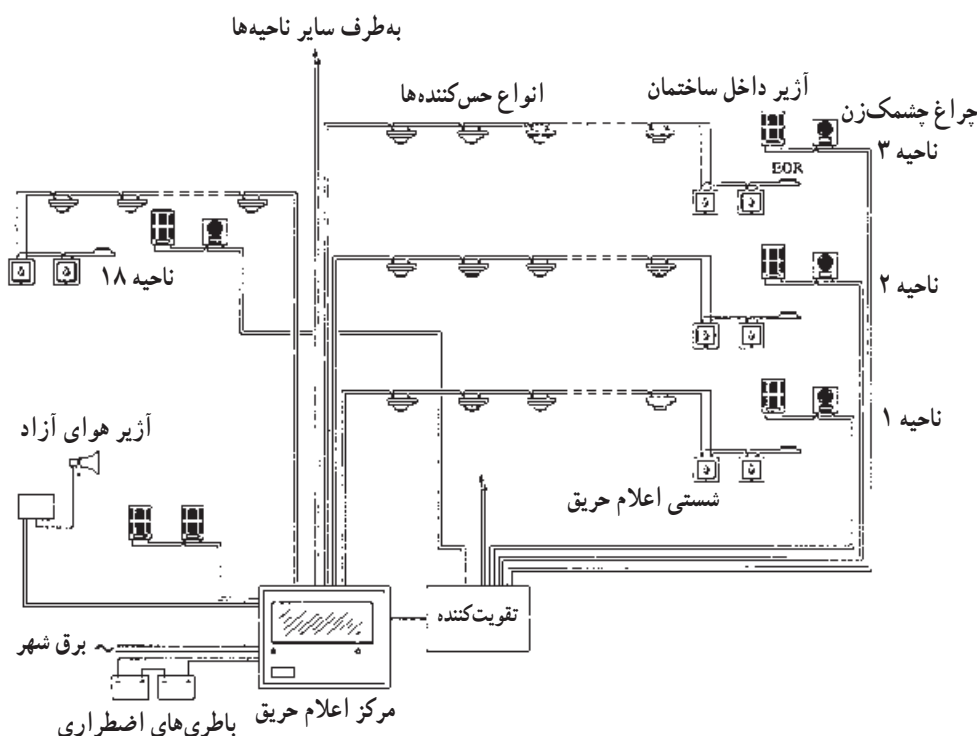 به‌طرف سایر ناحیه‌ها
انواع حس‌کننده‌ها
آژیر داخل ساختمان
چراغ چشمک‌زن
ناحیه ۳
EOR
ناحیه ۱۸
ناحیه ۲
ناحیه ۱
آژیر هوای آزاد
شستی اعلام حریق
تقویت‌کننده
برق شهر
مرکز اعلام حریق
باطری‌های اضطراری